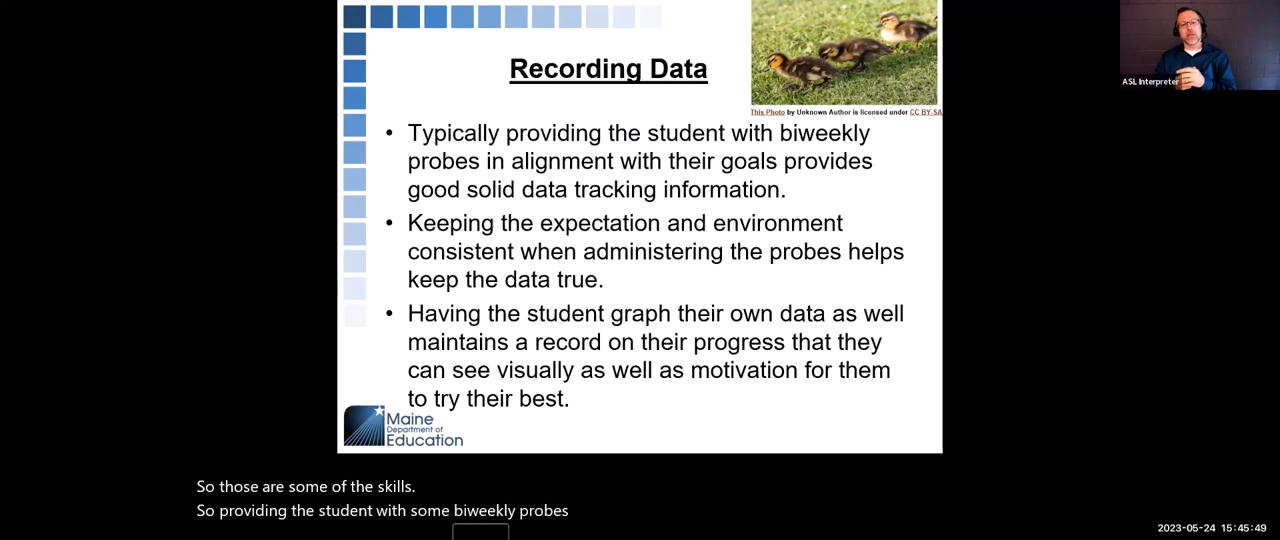 Recording Data
This Photo by Unknown Author is licensed under CC BY-SA
ASL Interpreter
• Typically providing the student with biweekly
probes in alignment with their goals provides
good solid data tracking information.
• Keeping the expectation and environment
consistent when administering the probes helps
keep the data true.
• Having the student graph their own data as well
maintains a record on their progress that they
can see visually as well as motivation for them
to try their best.
Maine
Department of
Education
So those are some of the skills.
So providing the student with some biweekly probes
2023-05-24 15:45:49